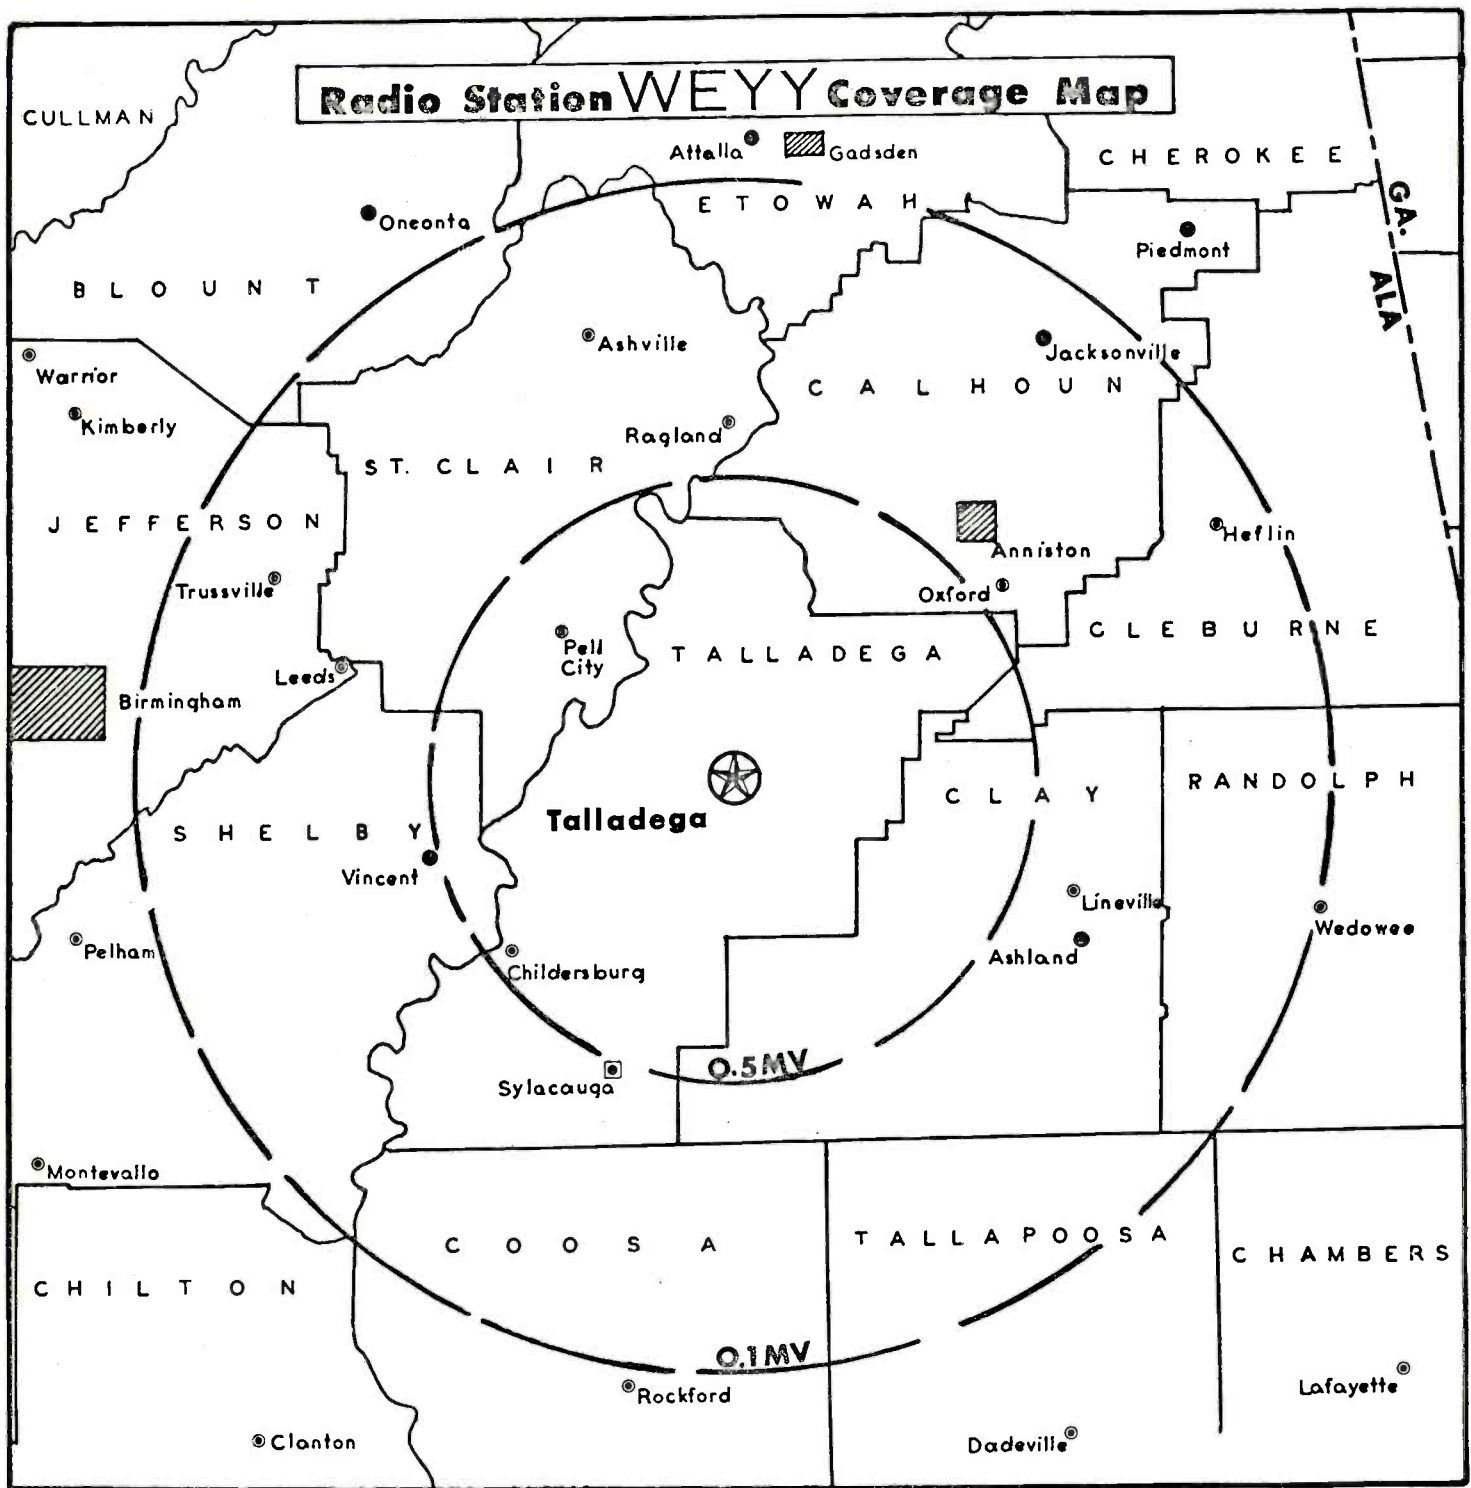 Radio Station WEYY Coverage Map
CULLMAN
Attalla
Gadsden
CHEROKEE
ETOWAH
GA.
ALA
Oneonta
Piedmont
BLOUNT
Ashville
Jacksonville
Warrior
CALHOUN
Kimberly
Ragland
ST. CLAIR
JEFFERSON
Heflin
Anniston
Trussville
Oxford
CLEBURNE
Pell
City
TALLADEGA
Leeds
Birmingham
RANDOLPH
CLAY
Talladega
SHELBY
Vincent
Lineville
Wedowee
Pelham
Ashland
Childersburg
0.5MV
Sylacauga
Montevallo
TALLAPOOSA
COOSA
CHAMBERS
CHILTON
0.1MV
Rockford
Lafayette
Clanton
Dadeville